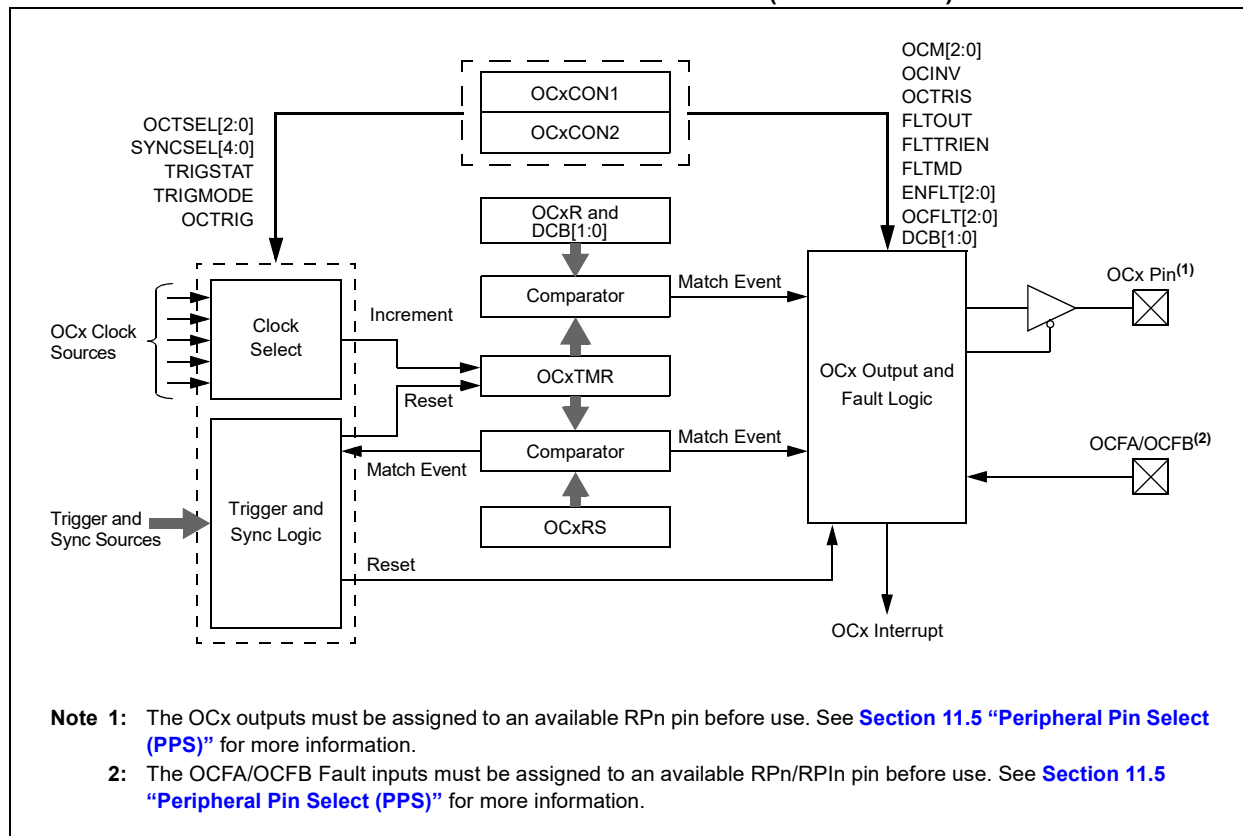 OCxCON1
OCxCON2
OCTSEL[2:0]
SYNCSEL[4:0]
TRIGSTAT
TRIGMODE
OCTRIG
OCM[2:0]
OCINV
OCTRIS
FLTOUT
FLTTRIEN
FLTMD
ENFLT[2:0]
OCFLT[2:0]
DCB[1:0]
OCxR and
DCB[1:0]
Comparator
Match Event
OCx Pin(1)
OCx Clock
Sources
Clock
Select
Increment
OCxTMR
Reset
OCx Output and
Fault Logic
Comparator
Match Event
Match Event
OCFA/OCFB(2)
Trigger and
Sync Sources
Trigger and
Sync Logic
OCxRS
Reset
OCx Interrupt
Note 1: The OCx outputs must be assigned to an available RPn pin before use. See Section 11.5 “Peripheral Pin Select
(PPS)” for more information.
2: The OCFA/OCFB Fault inputs must be assigned to an available RPn/RPIn pin before use. See Section 11.5
“Peripheral Pin Select (PPS)” for more information.